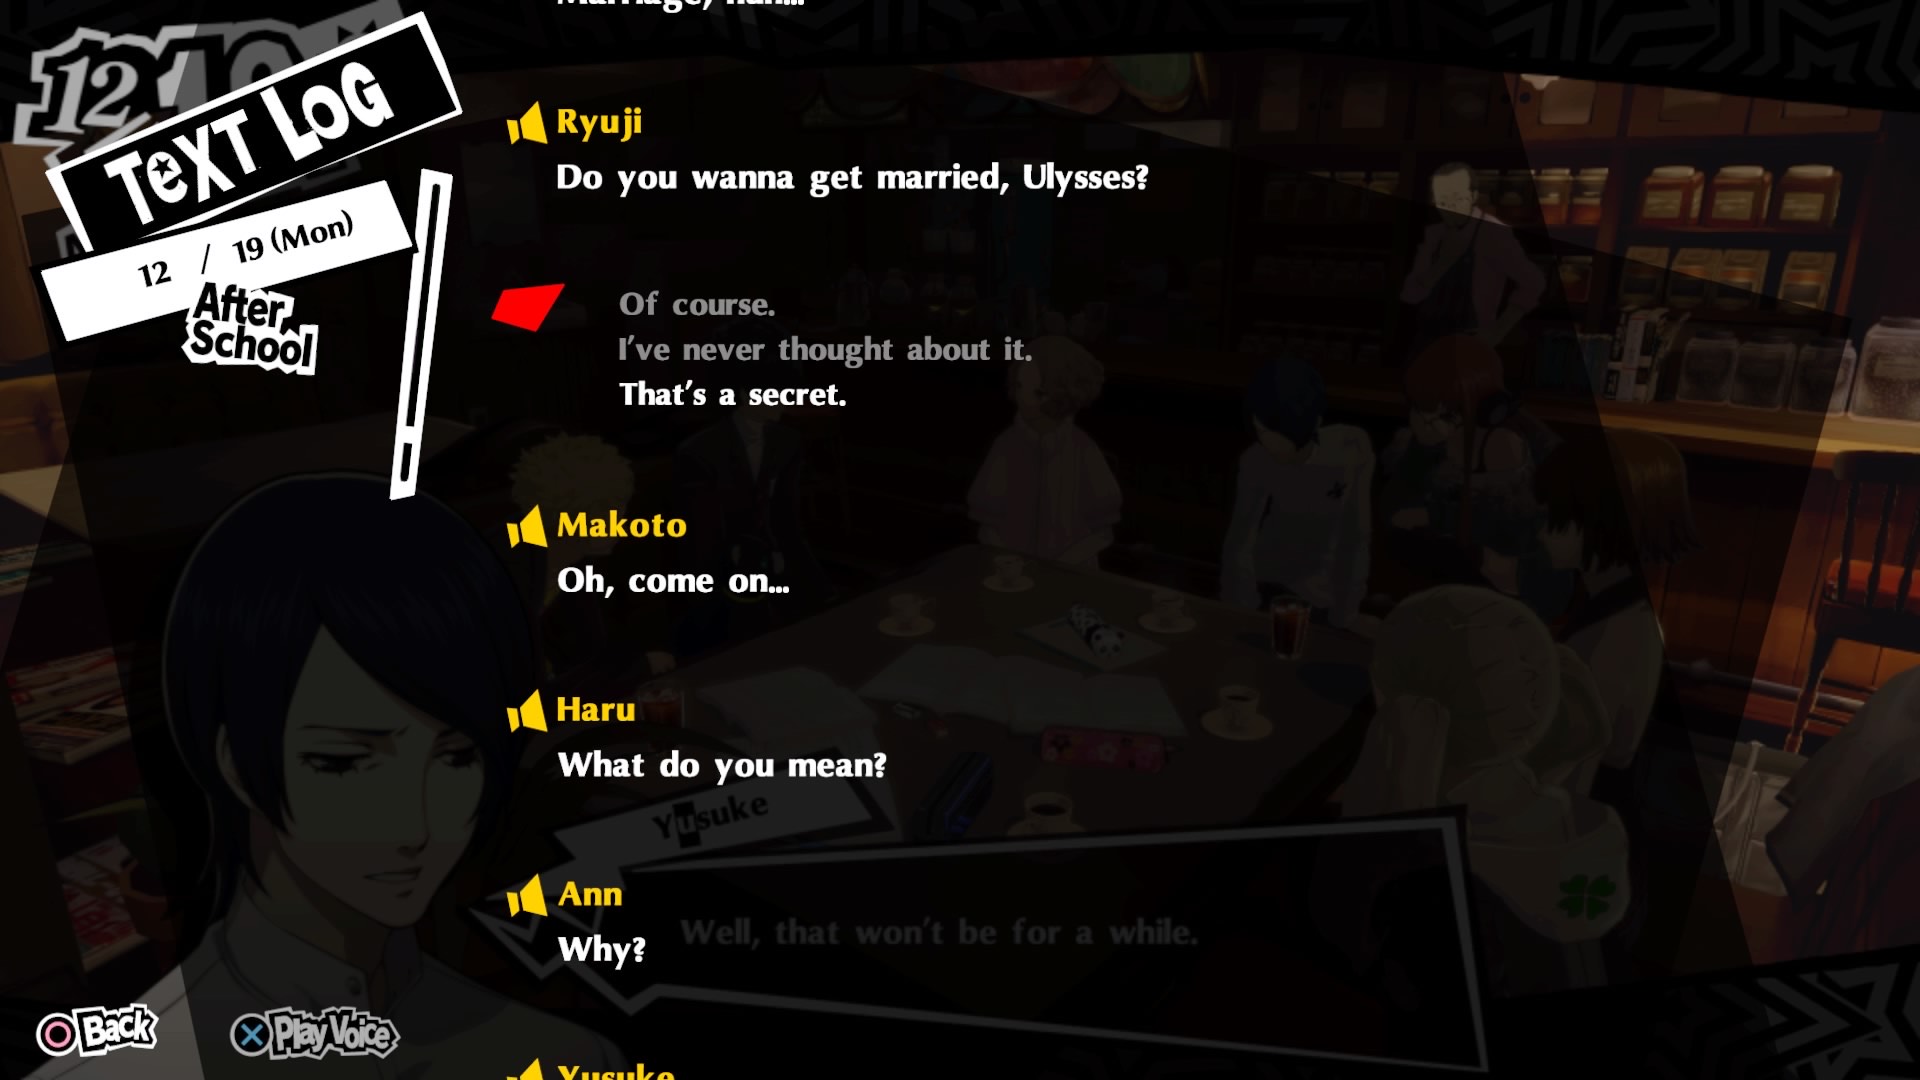 Marriage, huh...
12
TEXT LOG
12 / 19 (Mon)
After School
Ryuji
Do you wanna get married, Ulysses?
Of course.
I've never thought about it.
That's a secret.
Makoto
Oh, come on...
Haru
What do you mean?
Yusuke
Ann
Why?
Well, that won't be for a while.
Back
Play Voice
Yusuke